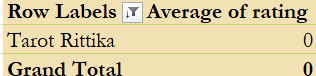 Row Labels Average of rating
Tarot Rittika 0
Grand Total 0